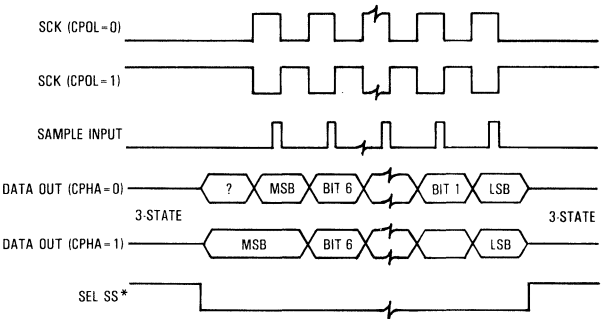 SCK (CPOL=0)
SCK (CPOL=1)
SAMPLE INPUT
DATA OUT (CPHA=0) ? MSB BIT 6 BIT 1 LSB
3-STATE 3-STATE
DATA OUT (CPHA=1) MSB BIT 6 LSB
SEL SS*